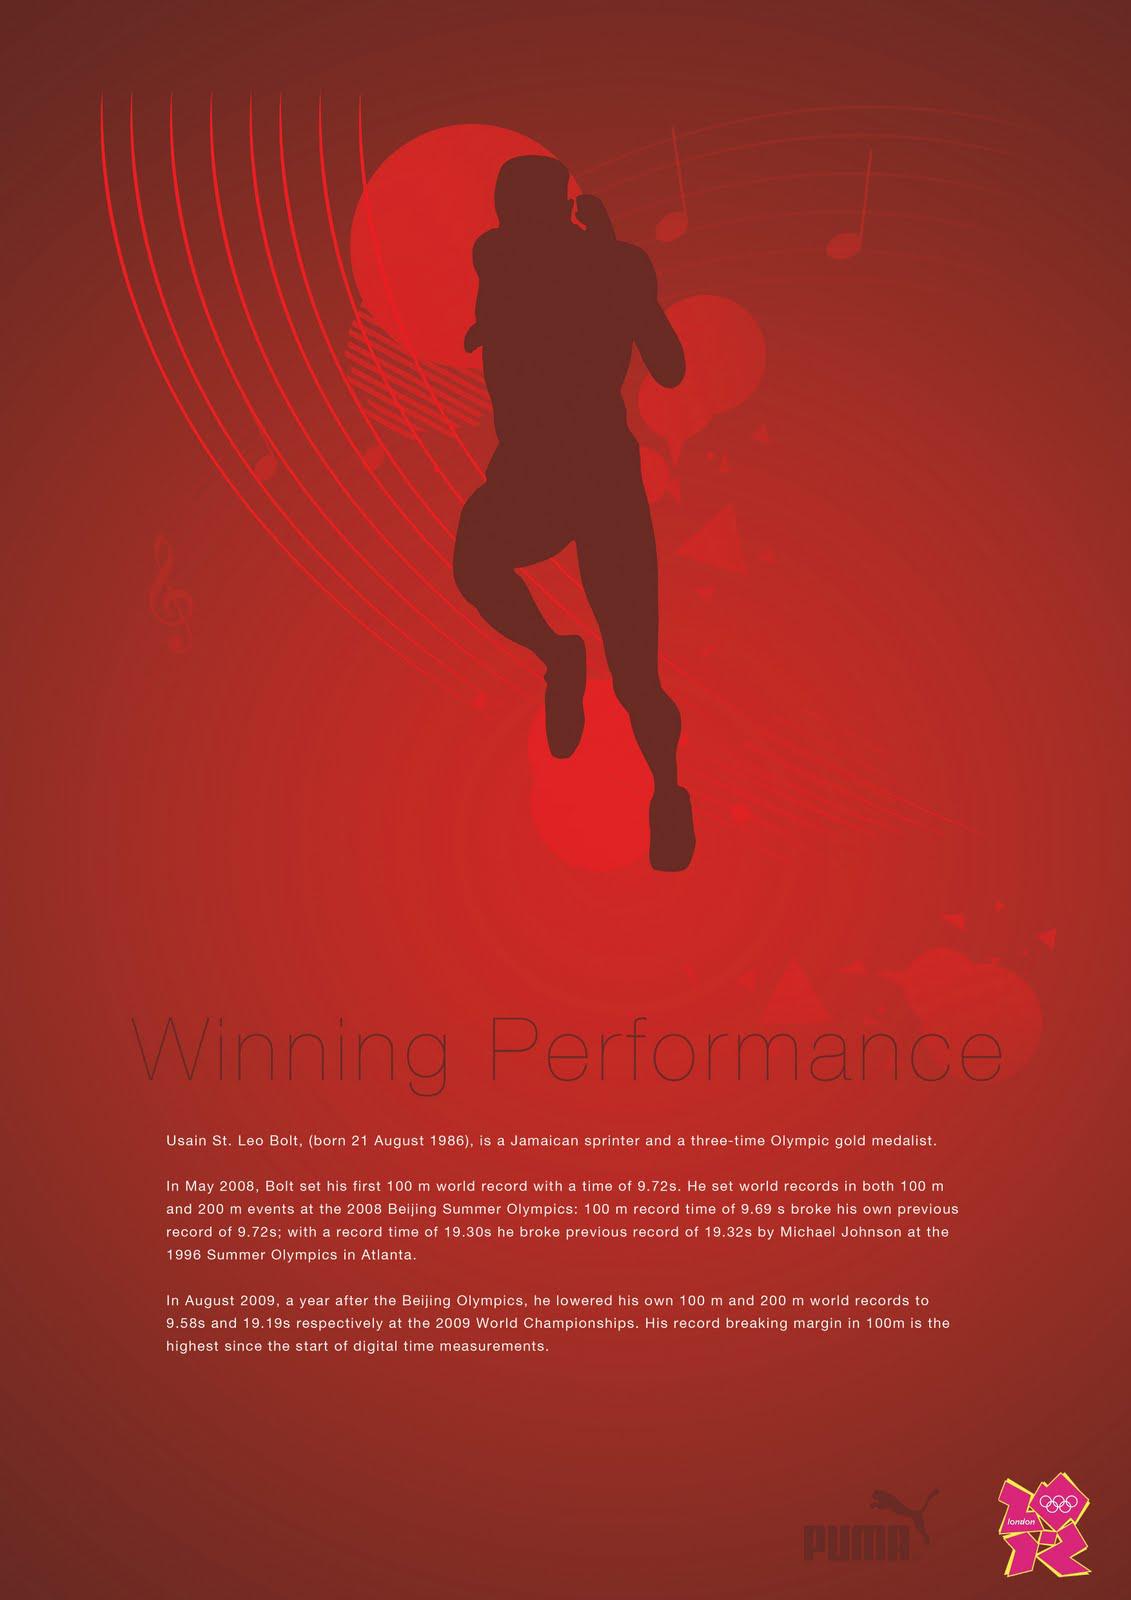 Winning Performance
Usain St. Leo Bolt, (born 21 August 1986), is a Jamaican sprinter and a three-time Olympic gold medalist.
In May 2008, Bolt set his first 100 m world record with a time of 9.72s. He set world records in both 100 m
and 200 m events at the 2008 Beijing Summer Olympics: 100 m record time of 9.69 s broke his own previous
record of 9.72s; with a record time of 19.30s he broke previous record of 19.32s by Michael Johnson at the
1996 Summer Olympics in Atlanta.
In August 2009, a year after the Beijing Olympics, he lowered his own 100 m and 200 m world records to
9.58s and 19.19s respectively at the 2009 World Championships. His record breaking margin in 100m is the
highest since the start of digital time measurements.
PUMA
london
2012